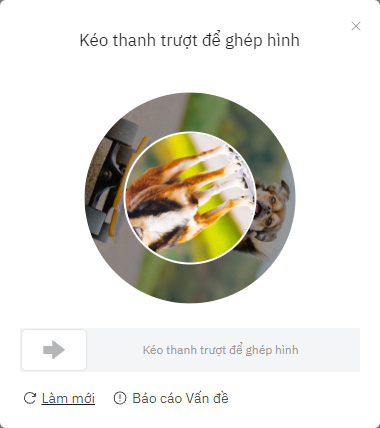 Kéo thanh trượt để ghép hình
Kéo thanh trượt để ghép hình
Làm mới
Báo cáo Vấn đề